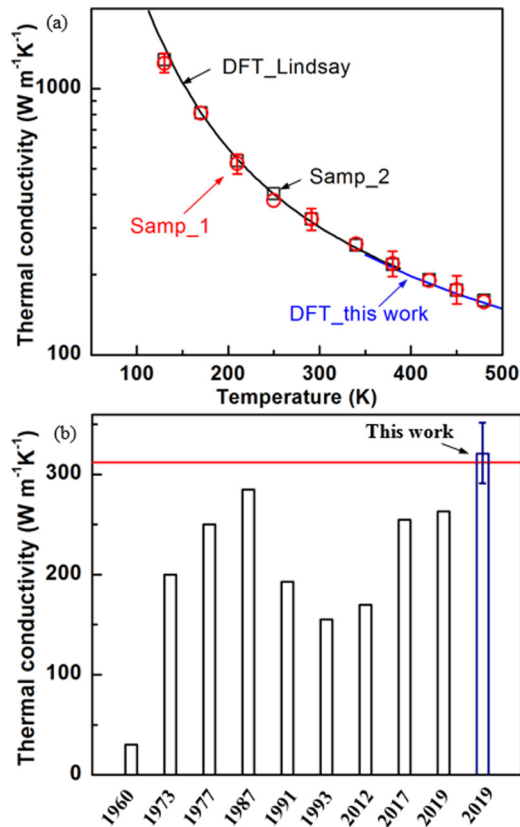 (a)
Thermal conductivity (W m⁻¹K⁻¹)
1000
100
DFT_Lindsay
Samp_2
Samp_1
DFT_this work
100 200 300 400 500
Temperature (K)
(b)
Thermal conductivity (W m⁻¹K⁻¹)
This work
300
200
100
0
1960 1973 1977 1987 1991 1993 2012 2017 2019 2019